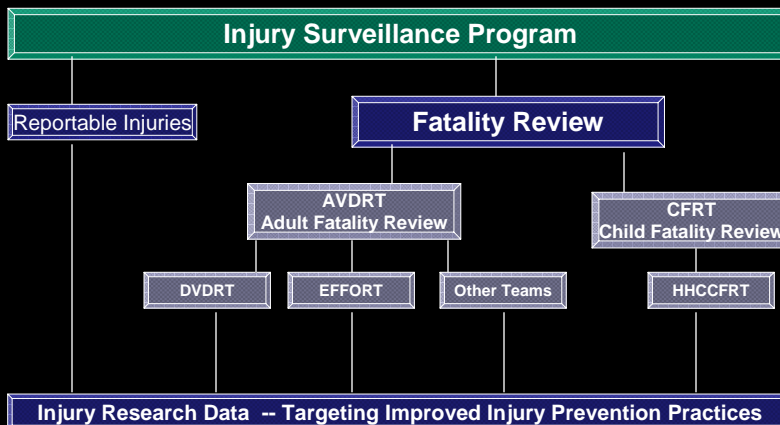 Injury Surveillance Program
Reportable Injuries
Fatality Review
AVDRT
Adult Fatality Review
CFRT
Child Fatality Review
DVDRT
EFFORT
Other Teams
HHCCFRT
Injury Research Data -- Targeting Improved Injury Prevention Practices